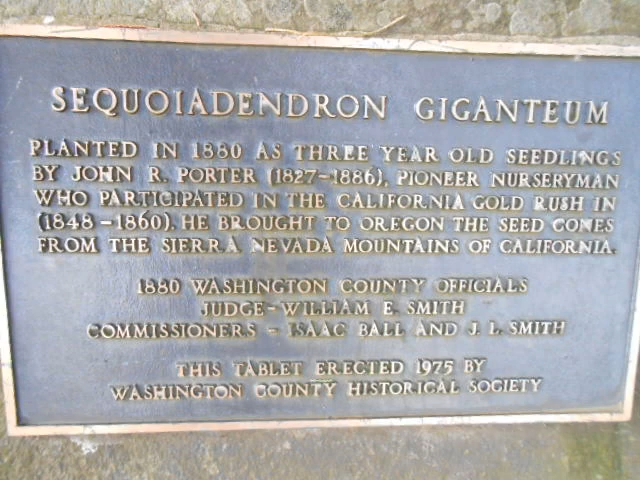 SEQUOIADENDRON GIGANTEUM
PLANTED IN 1880 AS THREE YEAR OLD SEEDLINGS
BY JOHN R. PORTER (1827-1886), PIONEER NURSERYMAN
WHO PARTICIPATED IN THE CALIFORNIA GOLD RUSH IN
(1848-1860). HE BROUGHT TO OREGON THE SEED CONES
FROM THE SIERRA NEVADA MOUNTAINS OF CALIFORNIA.
1880 WASHINGTON COUNTY OFFICIALS
JUDGE-WILLIAM E. SMITH
COMMISSIONERS - ISAAC BALL AND J. L. SMITH
THIS TABLET ERECTED 1975 BY
WASHINGTON COUNTY HISTORICAL SOCIETY